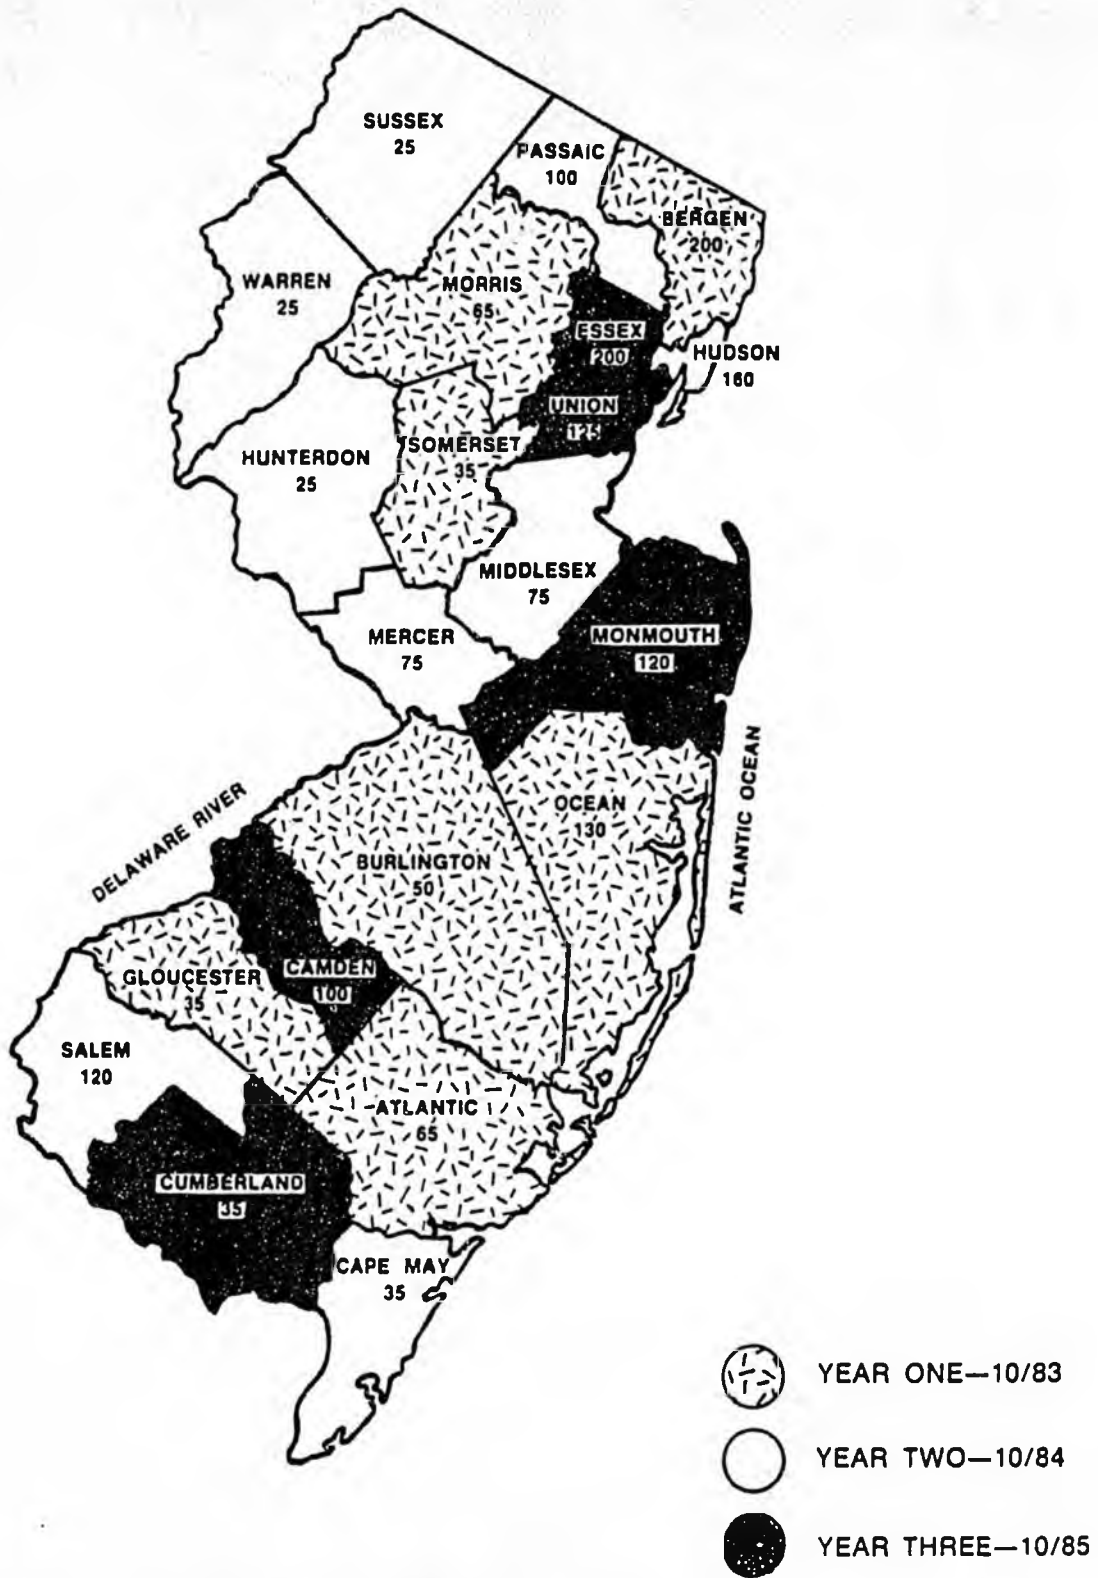 SUSSEX
25
PASSAIC
100
BERGEN
200
WARREN
25
MORRIS
65
ESSEX
200
HUDSON
160
UNION
125
SOMERSET
35
HUNTERDON
25
MIDDLESEX
75
MERCER
75
MONMOUTH
120
ATLANTIC OCEAN
OCEAN
130
DELAWARE RIVER
BURLINGTON
50
CAMDEN
100
GLOUCESTER
35
SALEM
120
ATLANTIC
65
CUMBERLAND
35
CAPE MAY
35
YEAR ONE—10/83
YEAR TWO—10/84
YEAR THREE—10/85